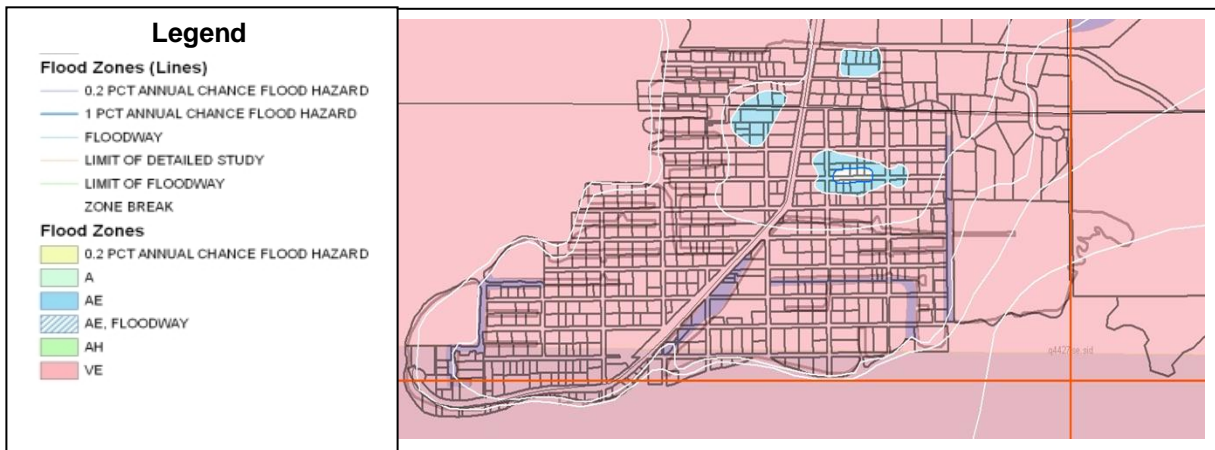 Legend
Flood Zones (Lines)
0.2 PCT ANNUAL CHANCE FLOOD HAZARD
1 PCT ANNUAL CHANCE FLOOD HAZARD
FLOODWAY
LIMIT OF DETAILED STUDY
LIMIT OF FLOODWAY
ZONE BREAK
Flood Zones
0.2 PCT ANNUAL CHANCE FLOOD HAZARD
A
AE
AE, FLOODWAY
AH
VE